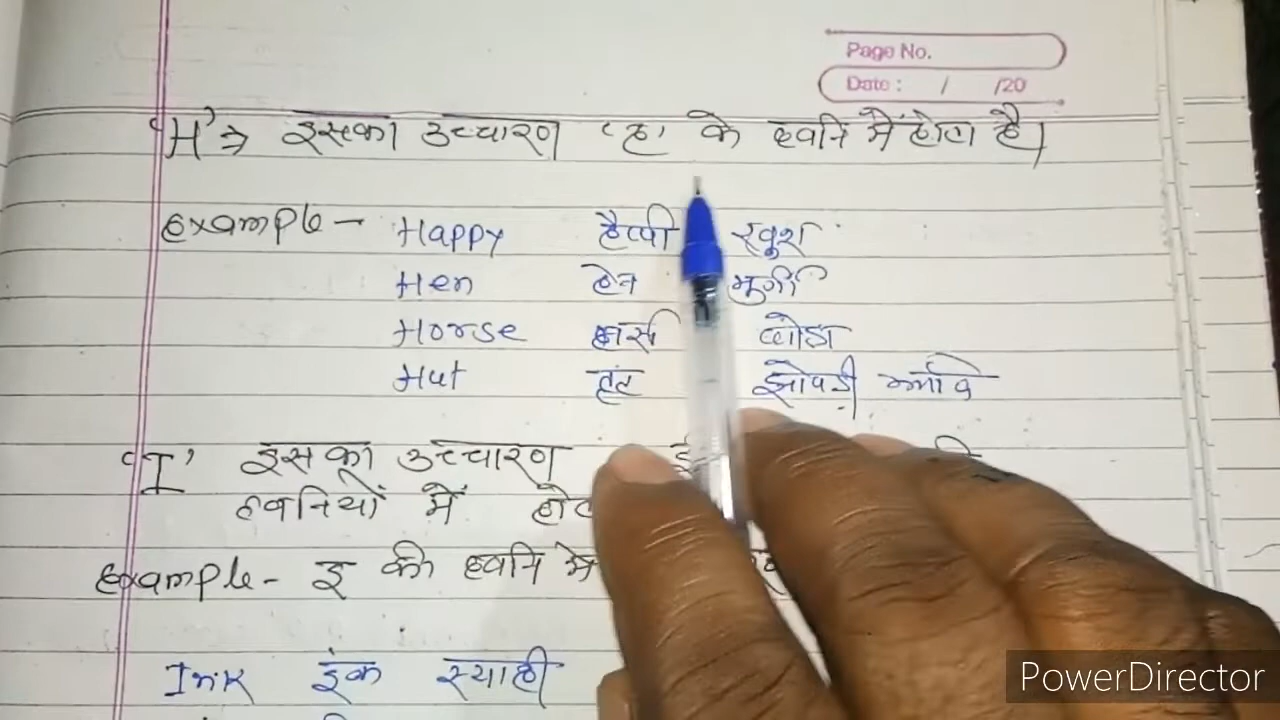 Page No.
Date : / /20
'H' ⇒ इसका उच्चारण 'ह' के ध्वनि में होता है।
Example - Happy हैप्पी खुश
Hen हेन मुर्गी
Horse हार्स घोडा
Hut हट झोपड़ी
'I' इसका उच्चारण
ध्वनियों में
Example - इ की ध्वनि में
Ink इंक स्याही
PowerDirector